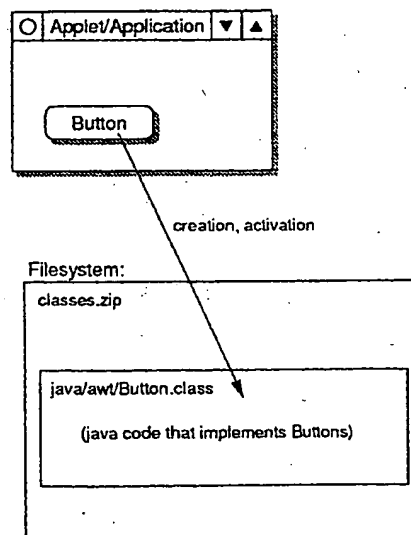 Applet/Application
Button
creation, activation
Filesystem:
classes.zip
java/awt/Button.class
(java code that implements Buttons)